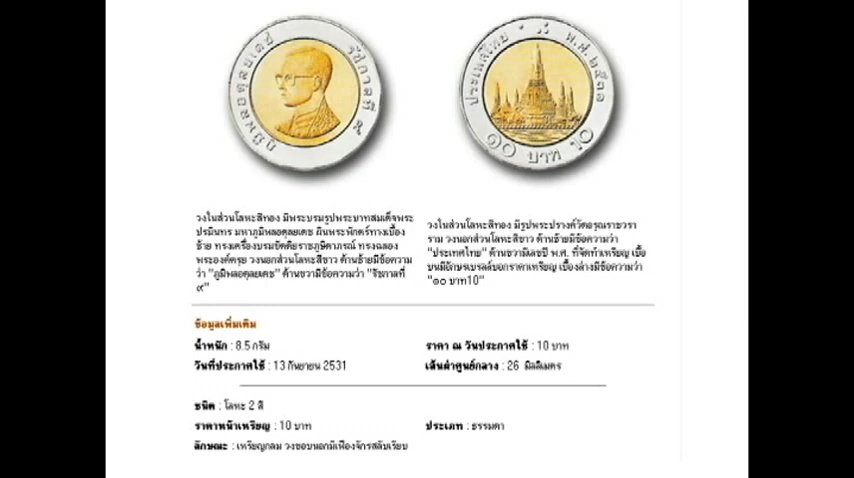 ภูมิพลอดุลยเดช รัชกาลที่ ๙
ประเทศไทย พ.ศ. ๒๕๓๑
๑๐ บาท 10
วงในส่วนโลหะสีทอง มีพระบรมรูปพระบาทสมเด็จพระ
ปรมินทร มหาภูมิพลอดุลยเดช ผินพระพักตร์ทางเบื้อง
ซ้าย ทรงเครื่องบรมขัตติยราชภูษิตาภรณ์ ทรงฉลอง
พระองค์ครุย วงนอกส่วนโลหะสีขาว ด้านซ้ายมีข้อความ
ว่า "ภูมิพลอดุลยเดช" ด้านขวามีข้อความว่า "รัชกาลที่
๙"
วงในส่วนโลหะสีทอง มีรูปพระปรางค์วัดอรุณราชวรา
ราม วงนอกส่วนโลหะสีขาว ด้านซ้ายมีข้อความว่า
"ประเทศไทย" ด้านขวามีเลขปี พ.ศ. ที่จัดทำเหรียญ เบื้อ
บนมีอักษรเบรลล์บอกราคาเหรียญ เบื้องล่างมีข้อความว่า
"๑๐ บาท10"
ข้อมูลเพิ่มเติม
น้ำหนัก : 8.5 กรัม
ราคา ณ วันประกาศใช้ : 10 บาท
วันที่ประกาศใช้ : 13 กันยายน 2531
เส้นผ่าศูนย์กลาง : 26 มิลลิเมตร
ชนิด : โลหะ 2 สี
ราคาหน้าเหรียญ : 10 บาท
ประเภท : ธรรมดา
ลักษณะ : เหรียญกลม วงขอบนอกมีเฟืองจักรสลับเรียบ